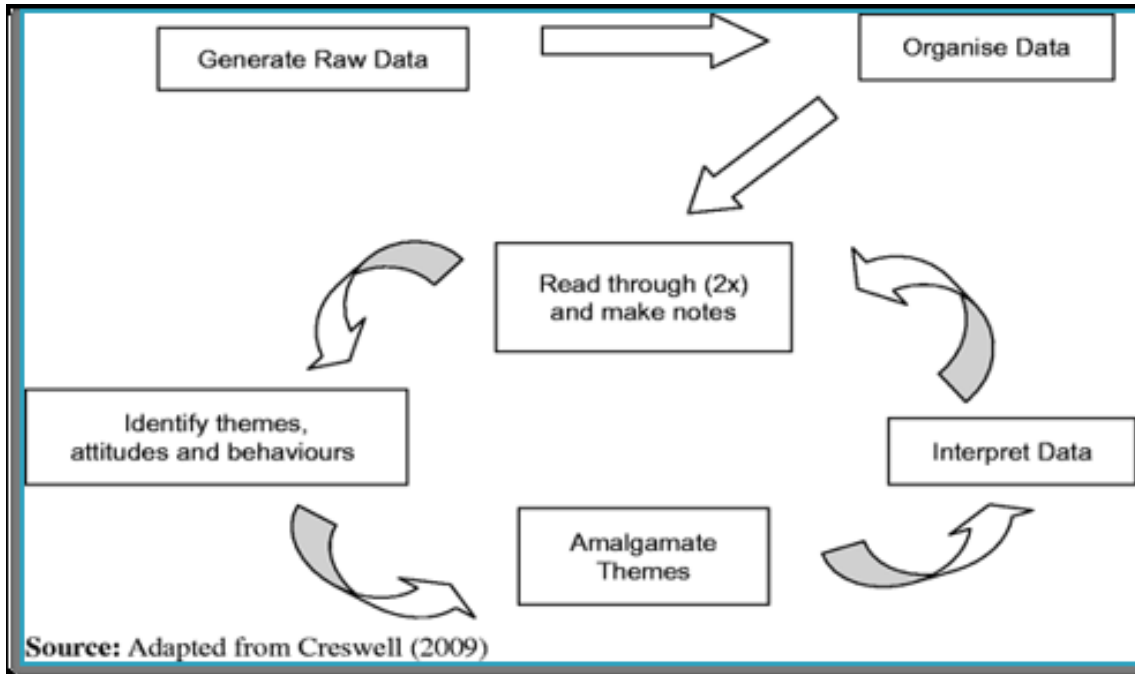 Generate Raw Data
Organise Data
Read through (2x)
and make notes
Identify themes,
attitudes and behaviours
Interpret Data
Amalgamate
Themes
Source: Adapted from Creswell (2009)